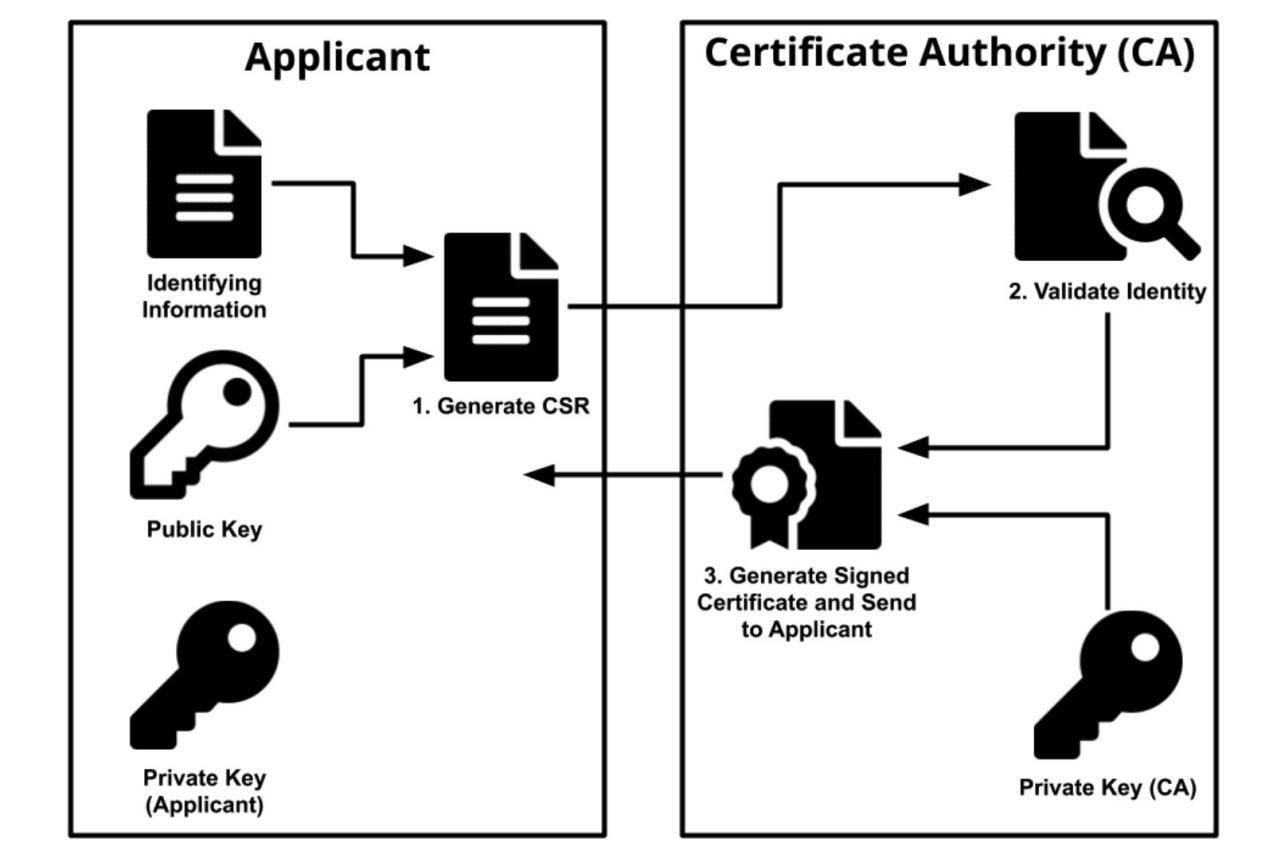 Applicant
Identifying
Information
1. Generate CSR
Public Key
Private Key
(Applicant)
Certificate Authority (CA)
2. Validate Identity
3. Generate Signed
Certificate and Send
to Applicant
Private Key (CA)